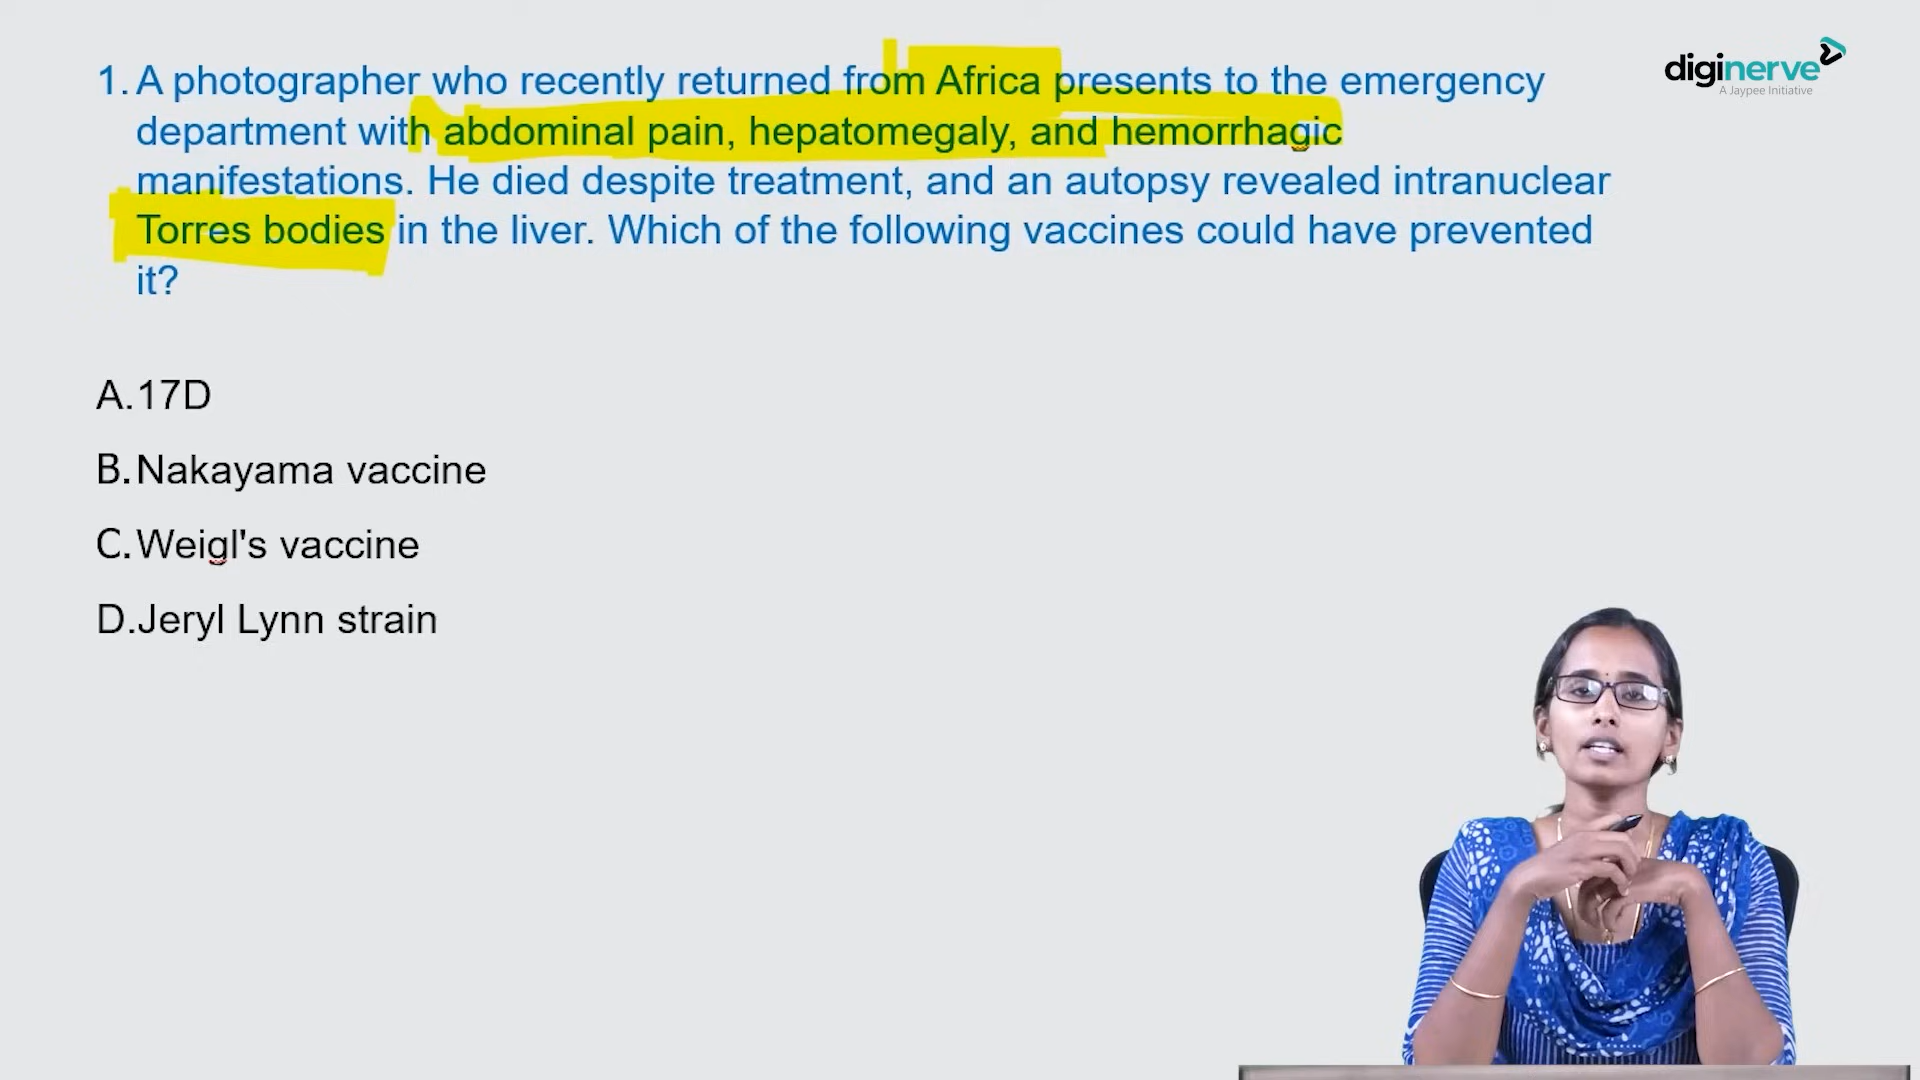 diginerve
A Jaypee Initiative
1. A photographer who recently returned from Africa presents to the emergency
department with abdominal pain, hepatomegaly, and hemorrhagic
manifestations. He died despite treatment, and an autopsy revealed intranuclear
Torres bodies in the liver. Which of the following vaccines could have prevented
it?
A.17D
B.Nakayama vaccine
C.Weigl's vaccine
D.Jeryl Lynn strain